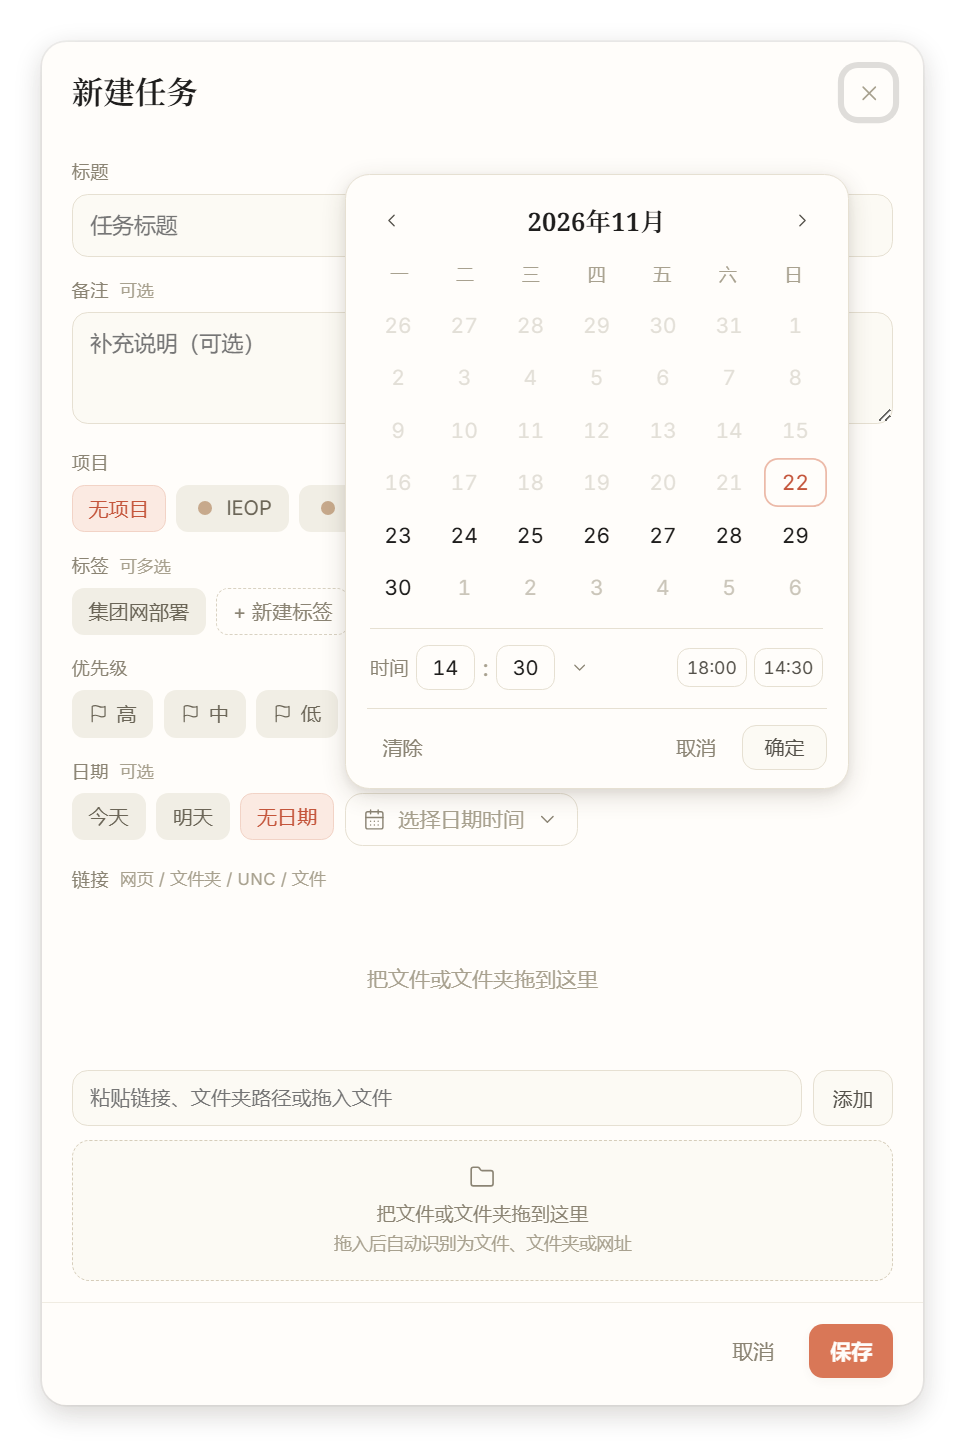 新建任务
标题
任务标题
备注 可选
补充说明（可选）
项目
无项目 IEOP
标签 可多选
集团网部署 + 新建标签
优先级
高 中 低
2026年11月
一 二 三 四 五 六 日
26 27 28 29 30 31 1
2 3 4 5 6 7 8
9 10 11 12 13 14 15
16 17 18 19 20 21 22
23 24 25 26 27 28 29
30 1 2 3 4 5 6
时间 14 : 30 18:00 14:30
清除 取消 确定
日期 可选
今天 明天 无日期 选择日期时间
链接 网页 / 文件夹 / UNC / 文件
把文件或文件夹拖到这里
粘贴链接、文件夹路径或拖入文件 添加
把文件或文件夹拖到这里
拖入后自动识别为文件、文件夹或网址
取消 保存